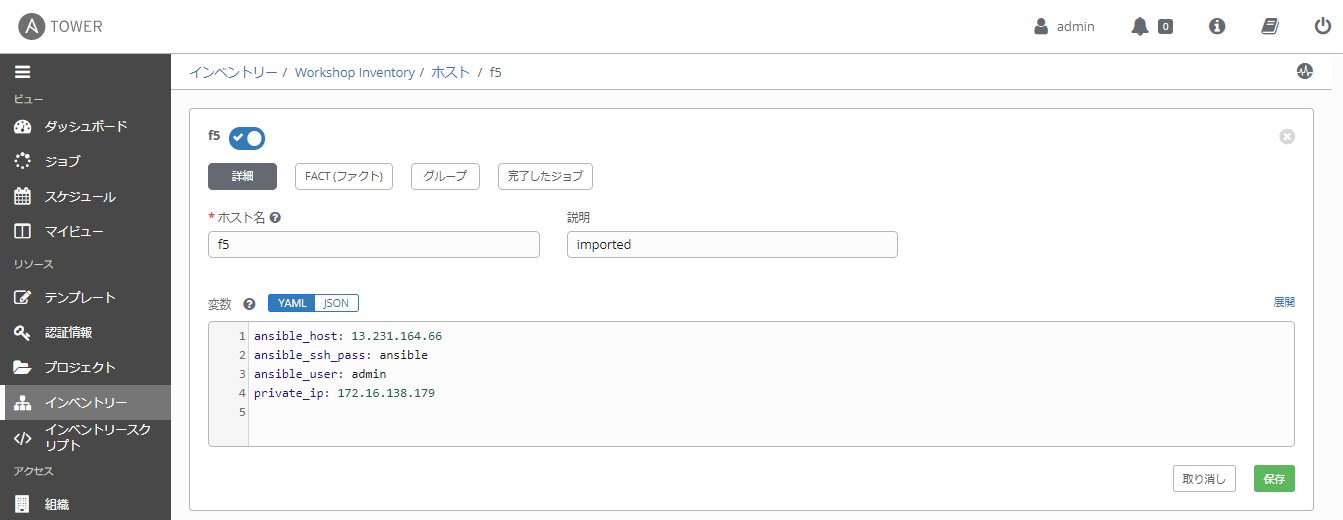 TOWER
admin
0
インベントリー / Workshop Inventory / ホスト / f5
ビュー
ダッシュボード
ジョブ
スケジュール
マイビュー
リソース
テンプレート
認証情報
プロジェクト
インベントリー
インベントリースク
リプト
アクセス
組織
f5
詳細
FACT (ファクト)
グループ
完了したジョブ
* ホスト名
説明
f5
imported
変数
YAML
JSON
展開
1 ansible_host: 13.231.164.66
2 ansible_ssh_pass: ansible
3 ansible_user: admin
4 private_ip: 172.16.138.179
5
取り消し
保存